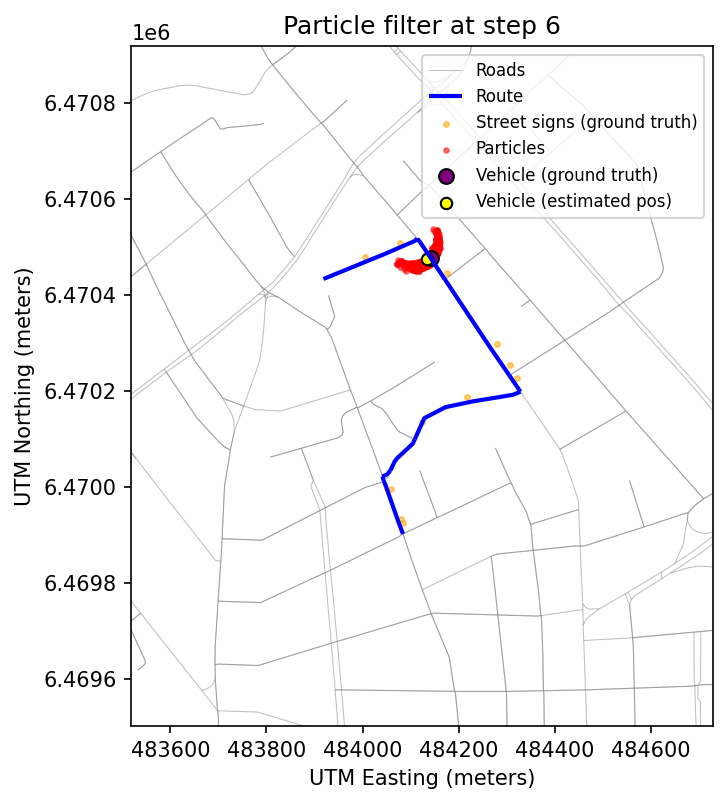 Particle filter at step 6
1e6
Roads
Route
Street signs (ground truth)
Particles
Vehicle (ground truth)
Vehicle (estimated pos)
6.4708
6.4706
6.4704
6.4702
6.4700
6.4698
6.4696
UTM Northing (meters)
483600 483800 484000 484200 484400 484600
UTM Easting (meters)